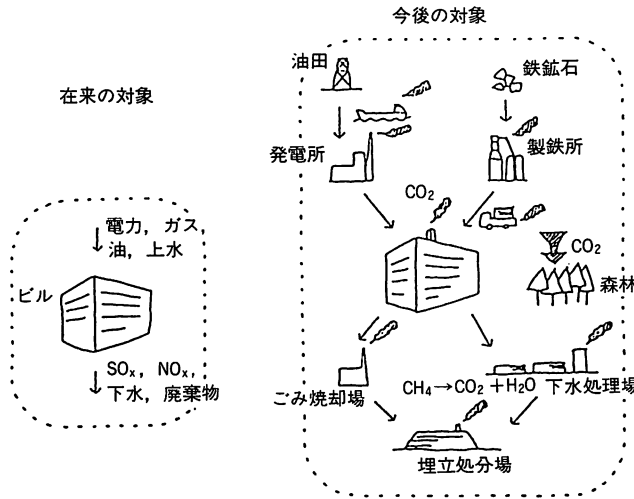 今後の対象
油田
鉄鉱石
在来の対象
発電所
製鉄所
CO₂
電力, ガス,
油, 上水
CO₂
ビル
森林
SOₓ, NOₓ,
下水, 廃棄物
CH₄→CO₂+H₂O 下水処理場
ごみ焼却場
埋立処分場